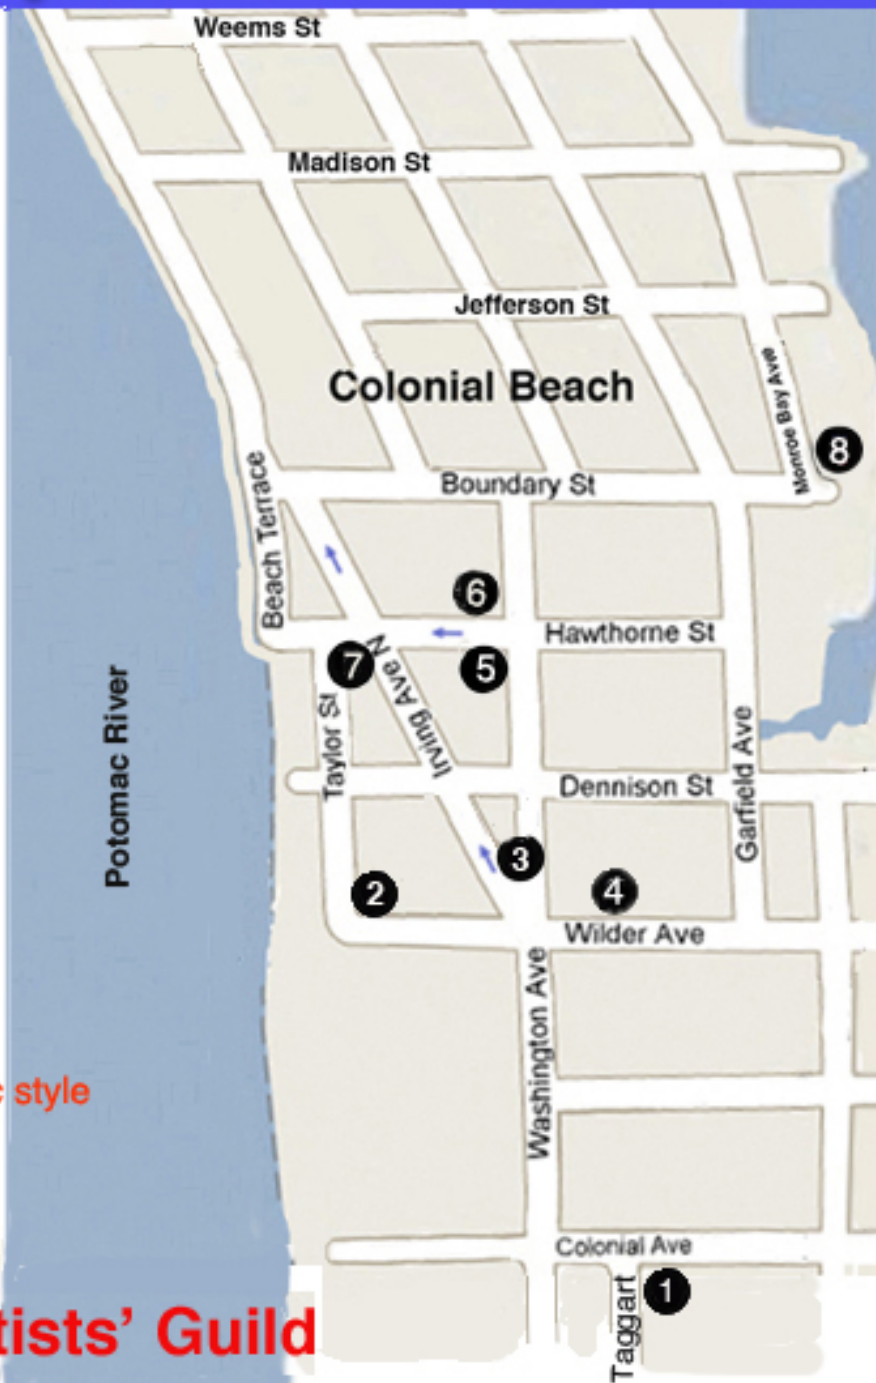 Weems St
Madison St
Jefferson St
Colonial Beach
Monroe Bay Ave
8
Boundary St
Beach Terrace
6
Hawthorne St
7
5
Irving Ave N
Taylor St
Potomac River
Dennison St
Garfield Ave
3
2
4
Wilder Ave
Washington Ave
style
Colonial Ave
1
Taggart
tists' Guild